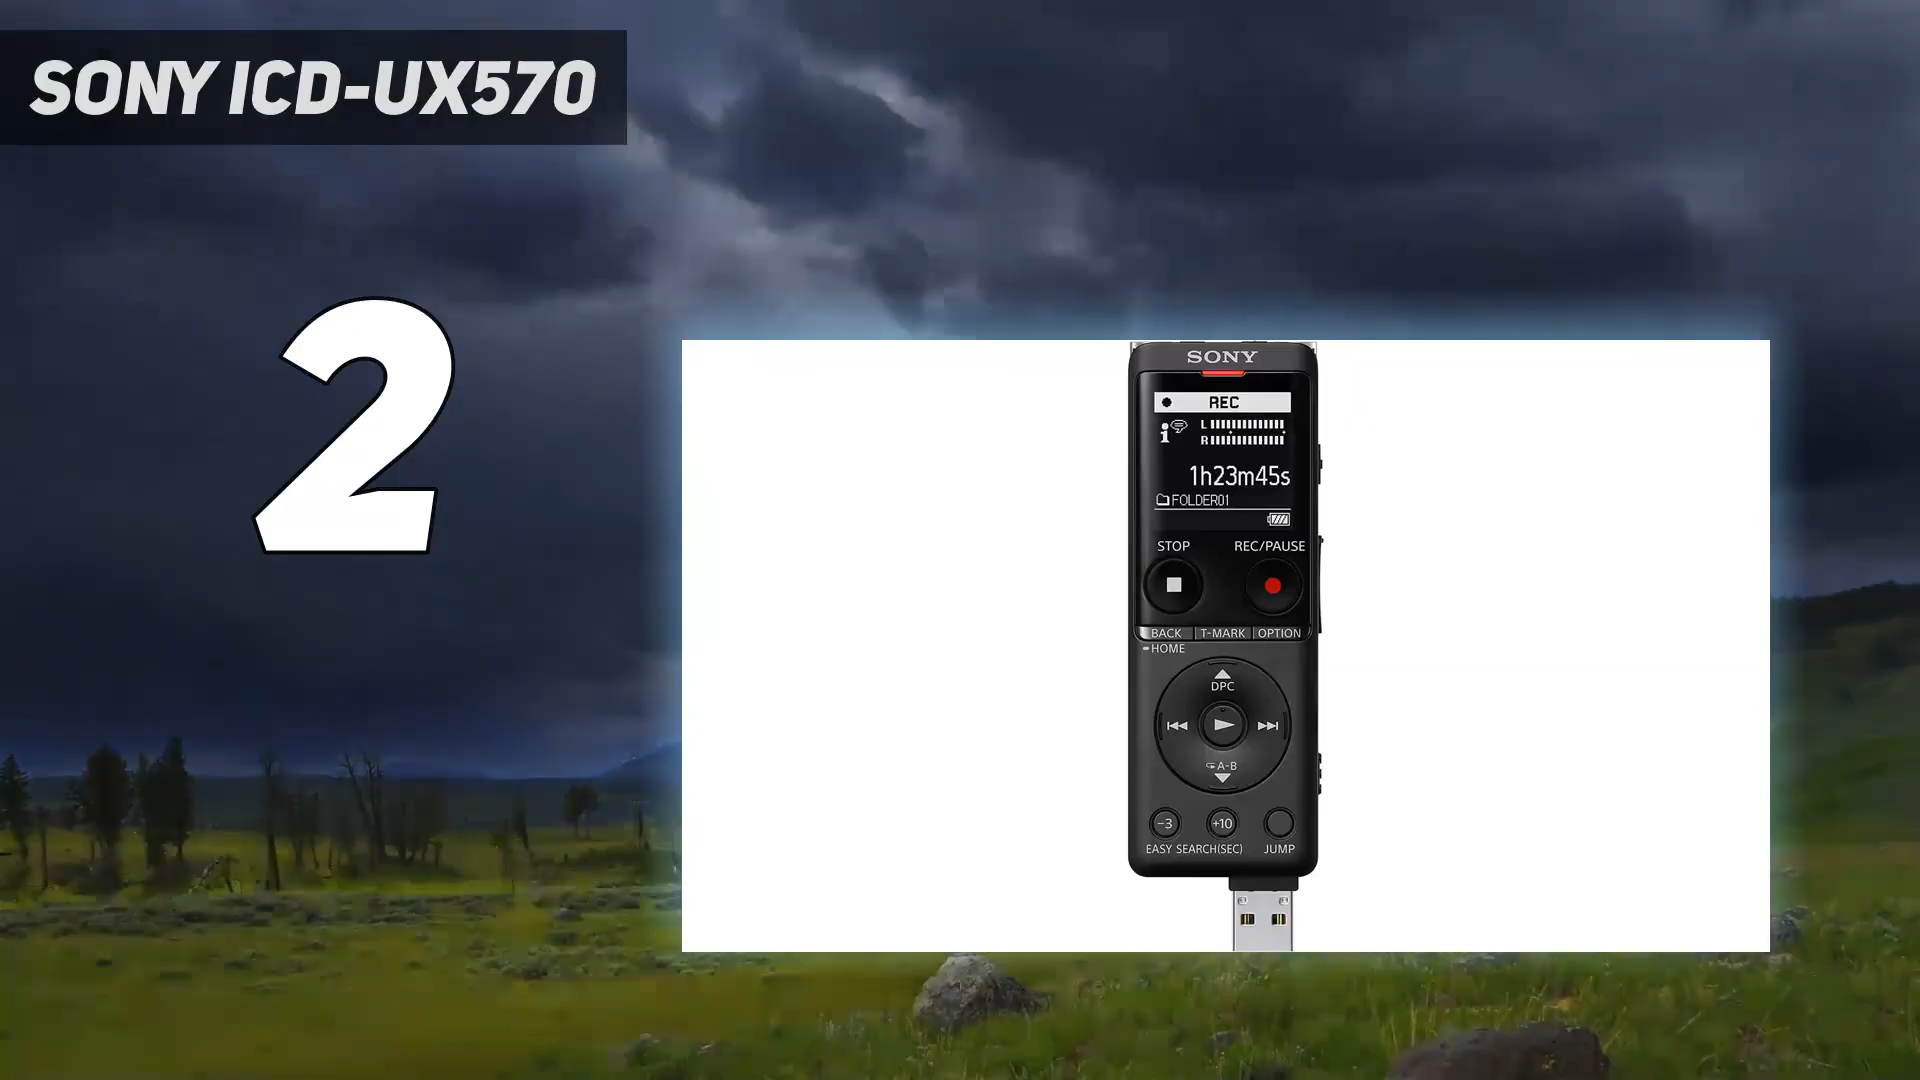 SONY ICD-UX570
2
SONY
REC
L
R
1h23m45s
FOLDER01
STOP REC/PAUSE
BACK T-MARK OPTION
HOME
DPC
A-B
-3 +10
EASY SEARCH(SEC) JUMP